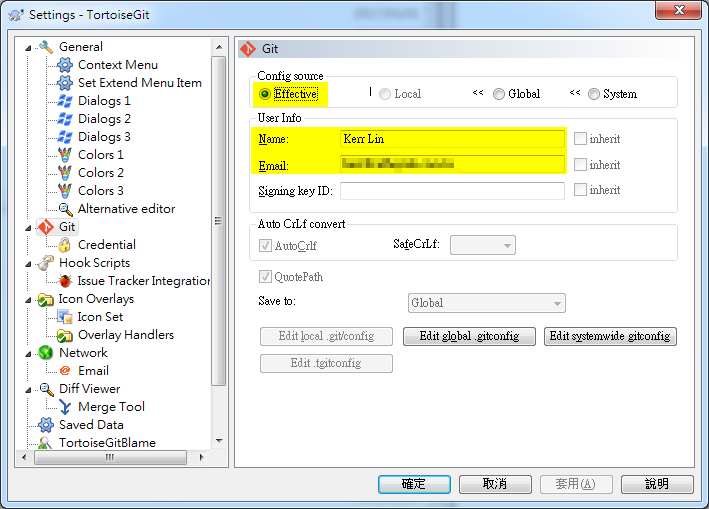 Settings - TortoiseGit
General
Context Menu
Set Extend Menu Item
Dialogs 1
Dialogs 2
Dialogs 3
Colors 1
Colors 2
Colors 3
Alternative editor
Git
Credential
Hook Scripts
Issue Tracker Integration
Icon Overlays
Icon Set
Overlay Handlers
Network
Email
Diff Viewer
Merge Tool
Saved Data
TortoiseGitBlame
Git
Config source
Effective | Local << Global << System
User Info
Name: Kerr Lin inherit
Email: inherit
Signing key ID: inherit
Auto CrLf convert
AutoCrlf SafeCrLf:
QuotePath
Save to: Global
Edit local .git/config Edit global .gitconfig Edit systemwide gitconfig
Edit .tgitconfig
確定 取消 套用(A) 說明